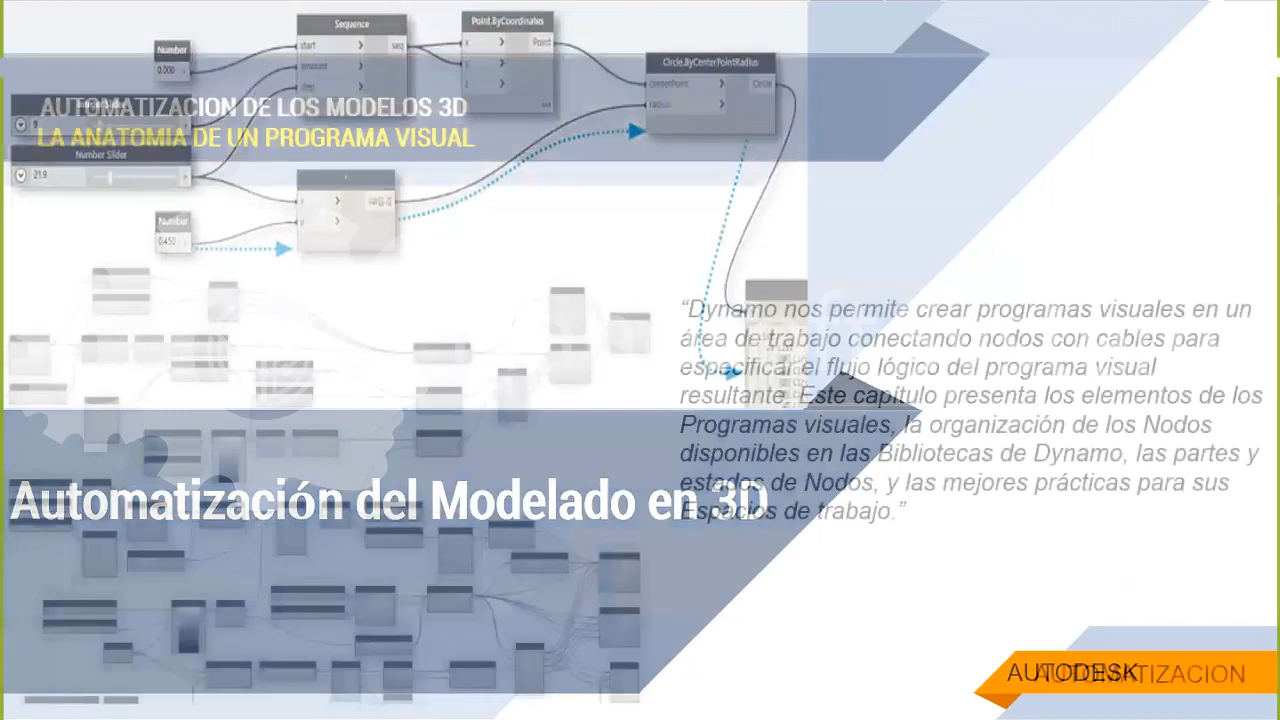 Sequence
Point.ByCoordinates
Number
start
seq
x
Point
0.000
Circle.ByCenterPointRadius
amount
y
step
z
centerPoint
Circle
radius
AUTOMATIZACION DE LOS MODELOS 3D
9
LA ANATOMIA DE UN PROGRAMA VISUAL
Number Slider
21.9
Number
0.450
“Dynamo nos permite crear programas visuales en un
área de trabajo conectando nodos con cables para
especificar el flujo lógico del programa visual
resultante. Este capítulo presenta los elementos de los
Programas visuales, la organización de los Nodos
disponibles en las Bibliotecas de Dynamo, las partes y
estados de Nodos, y las mejores prácticas para sus
Espacios de trabajo.”
Automatización del Modelado en 3D
AUTODESK
AUTOMATIZACION